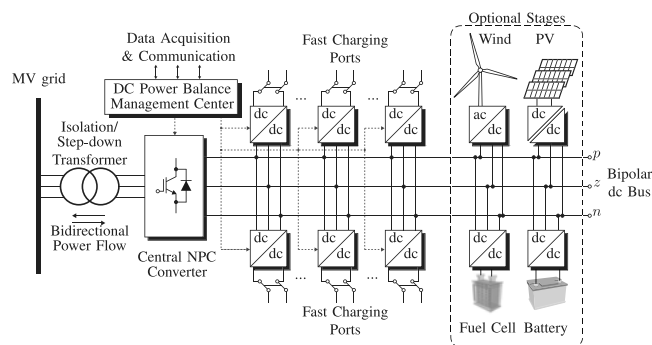 Optional Stages
Data Acquisition
& Communication
Fast Charging
Ports
Wind
PV
MV grid
DC Power Balance
Management Center
Isolation/
Step-down
Transformer
dc
dc
dc
dc
dc
dc
ac
dc
dc
dc
p
z
n
Bipolar
dc Bus
Bidirectional
Power Flow
Central NPC
Converter
dc
dc
dc
dc
dc
dc
dc
dc
dc
dc
...
...
...
...
Fast Charging
Ports
Fuel Cell
Battery